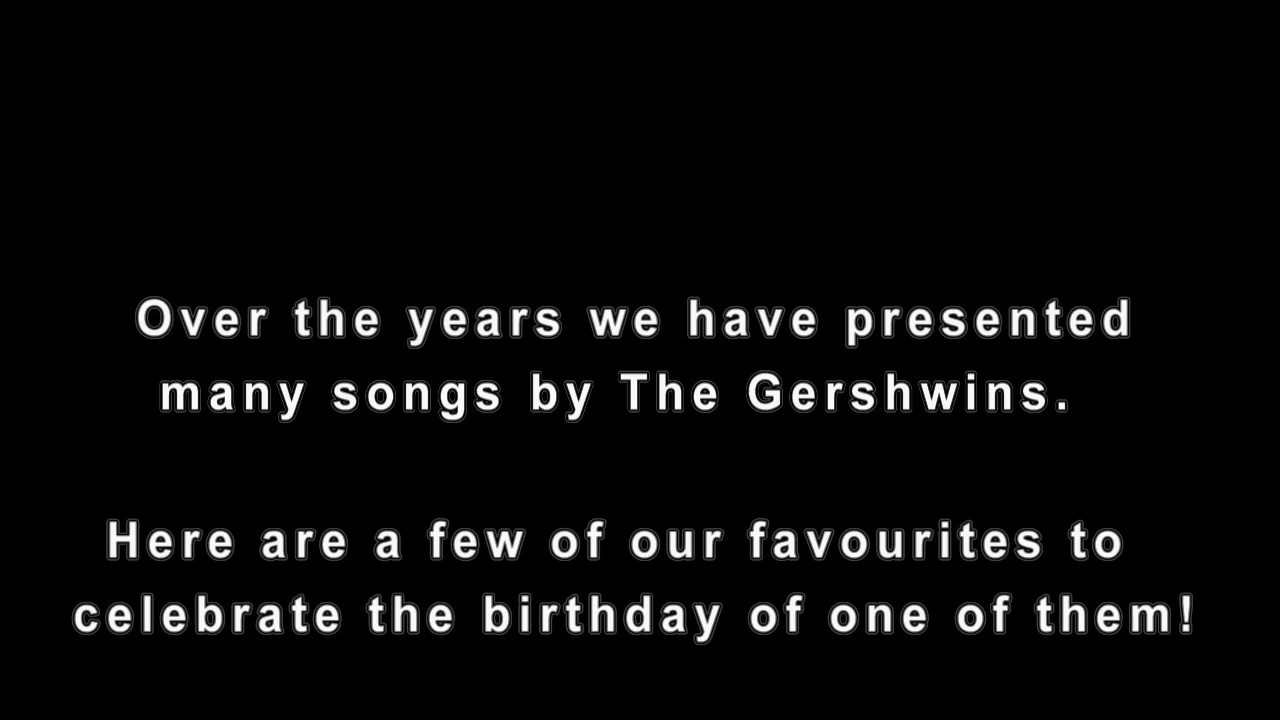 Over the years we have presented
many songs by The Gershwins.
Here are a few of our favourites to
celebrate the birthday of one of them!